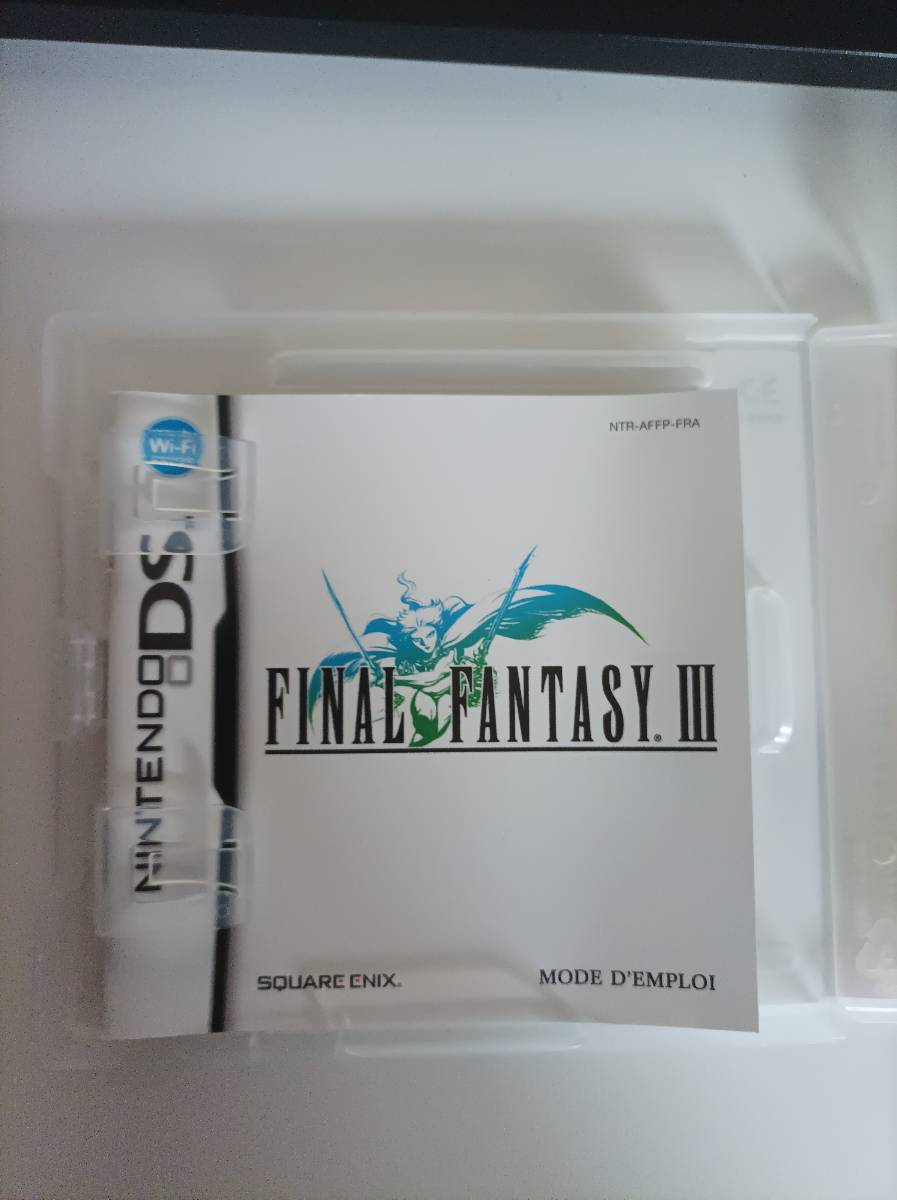 NTR-AFFP-FRA
Wi-Fi
NINTENDO DS
FINAL FANTASY® III
SQUARE ENIX®
MODE D'EMPLOI